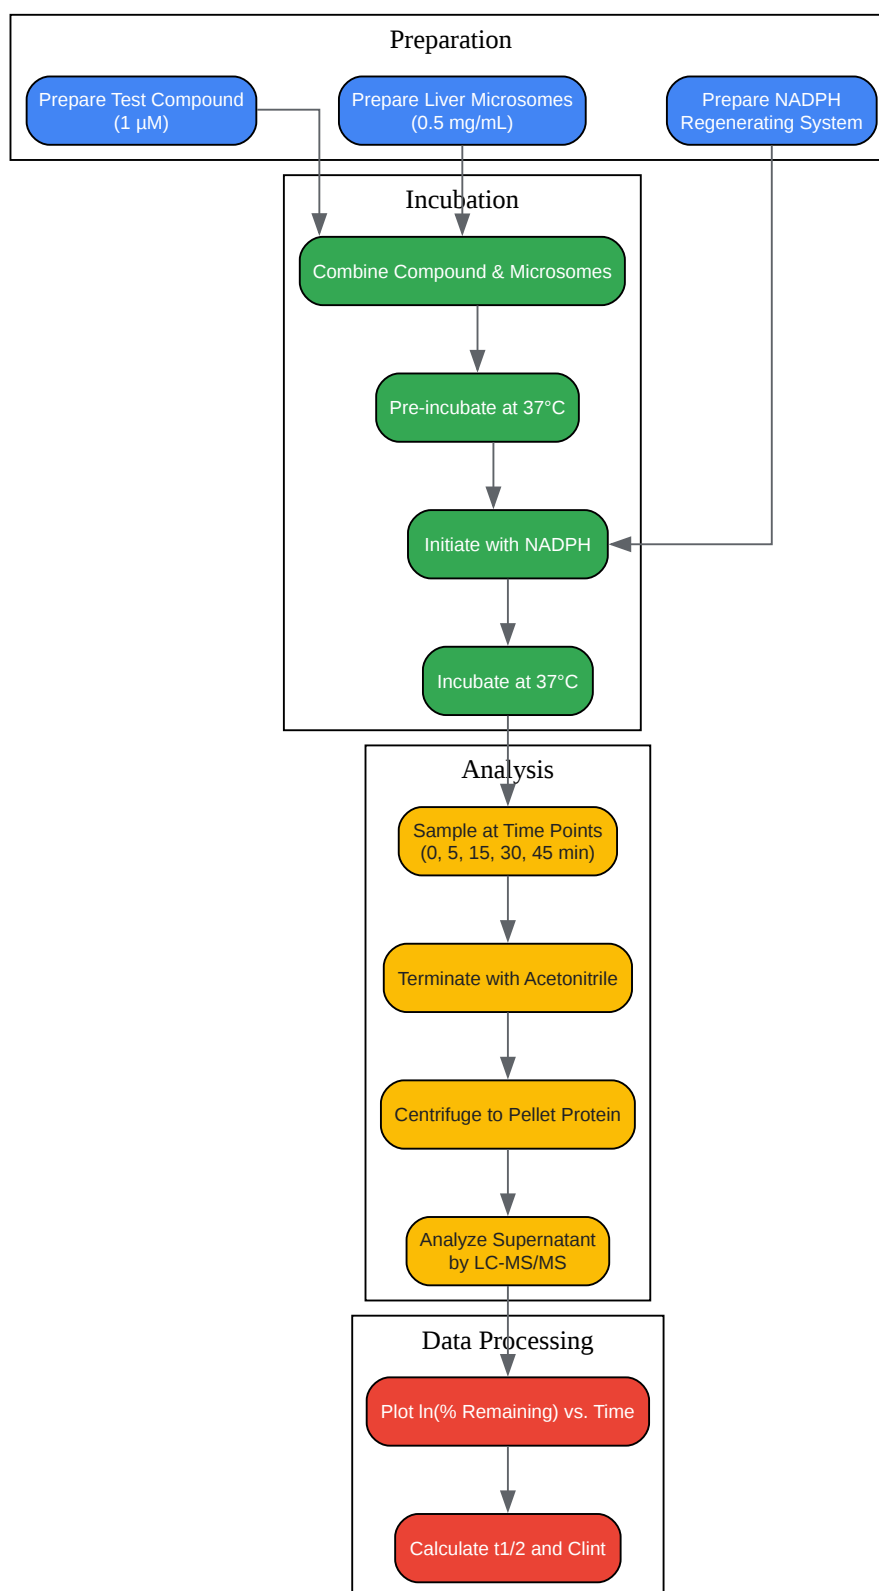 Preparation
Prepare Test Compound
(1 µM)
Prepare Liver Microsomes
(0.5 mg/mL)
Prepare NADPH
Regenerating System
Incubation
Combine Compound & Microsomes
Pre-incubate at 37°C
Initiate with NADPH
Incubate at 37°C
Analysis
Sample at Time Points
(0, 5, 15, 30, 45 min)
Terminate with Acetonitrile
Centrifuge to Pellet Protein
Analyze Supernatant
by LC-MS/MS
Data Processing
Plot ln(% Remaining) vs. Time
Calculate t1/2 and Clint